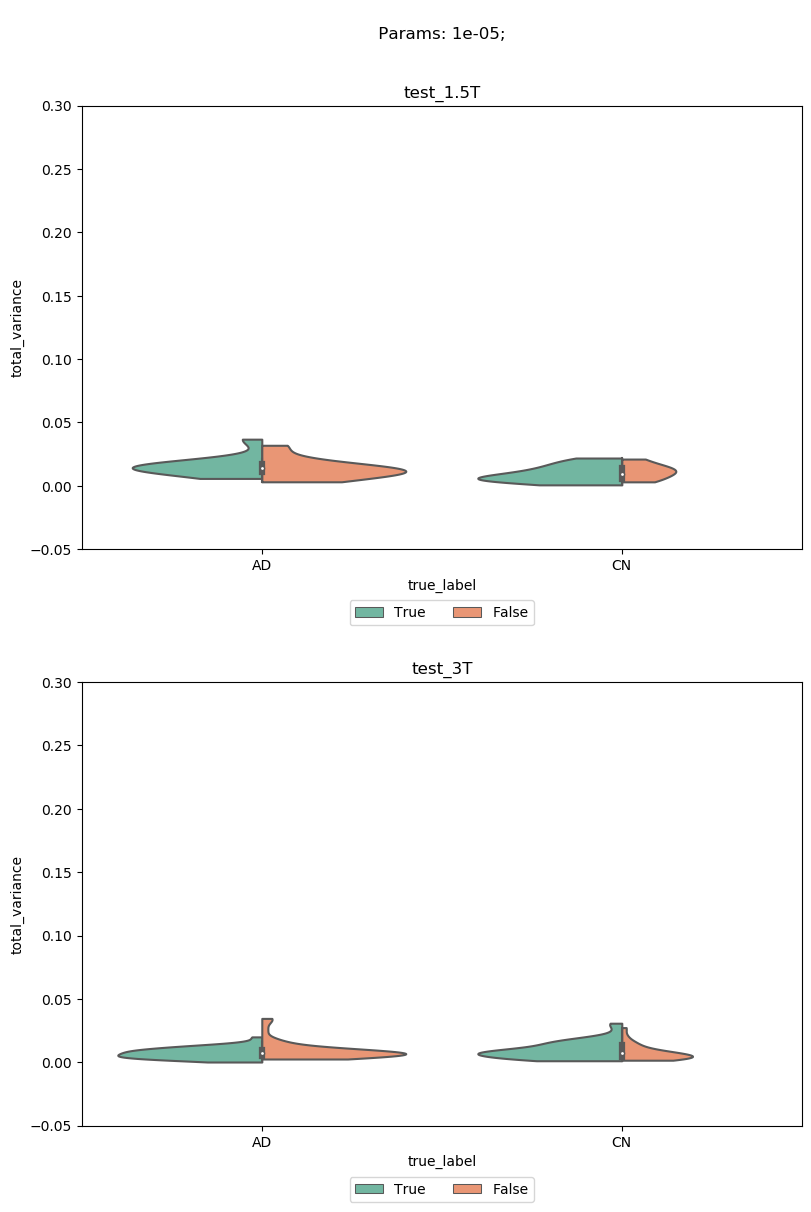 Params: 1e-05;
test_1.5T
0.30
0.25
0.20
0.15
0.10
0.05
0.00
−0.05
total_variance
AD CN
true_label
True False
test_3T
0.30
0.25
0.20
0.15
0.10
0.05
0.00
−0.05
total_variance
AD CN
true_label
True False